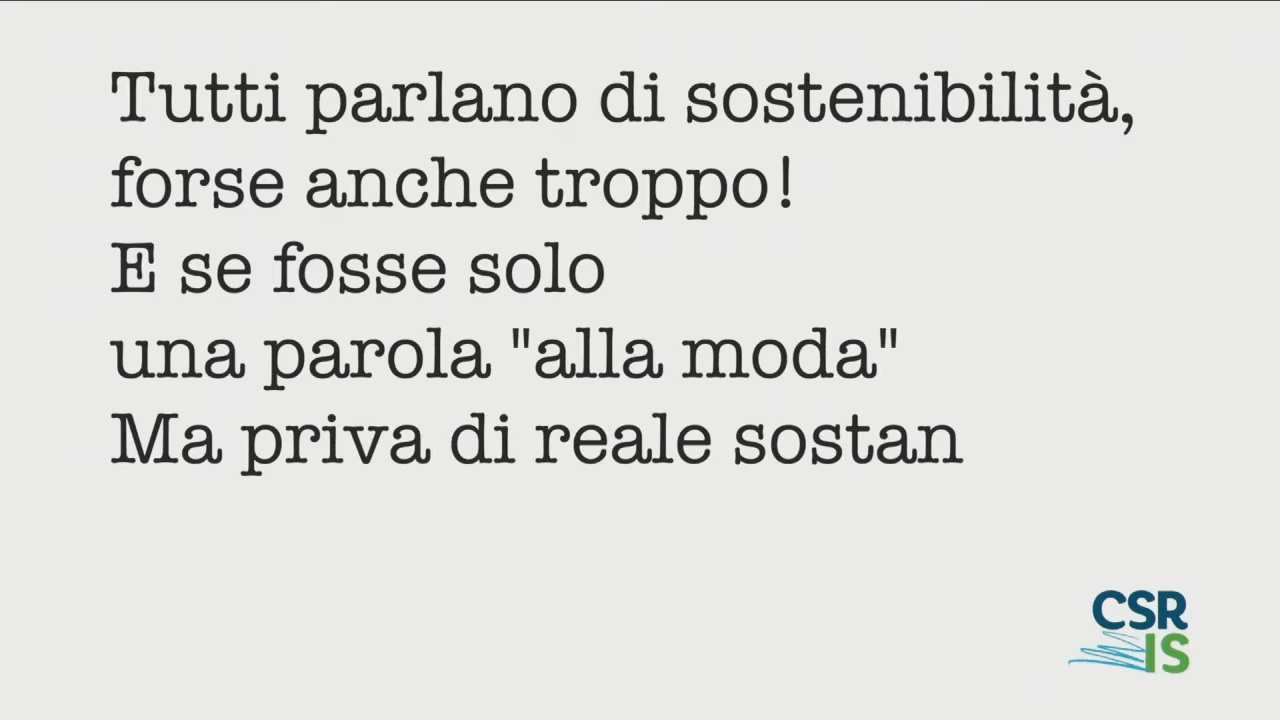 Tutti parlano di sostenibilità,
forse anche troppo!
E se fosse solo
una parola "alla moda"
Ma priva di reale sostan
CSR
IS